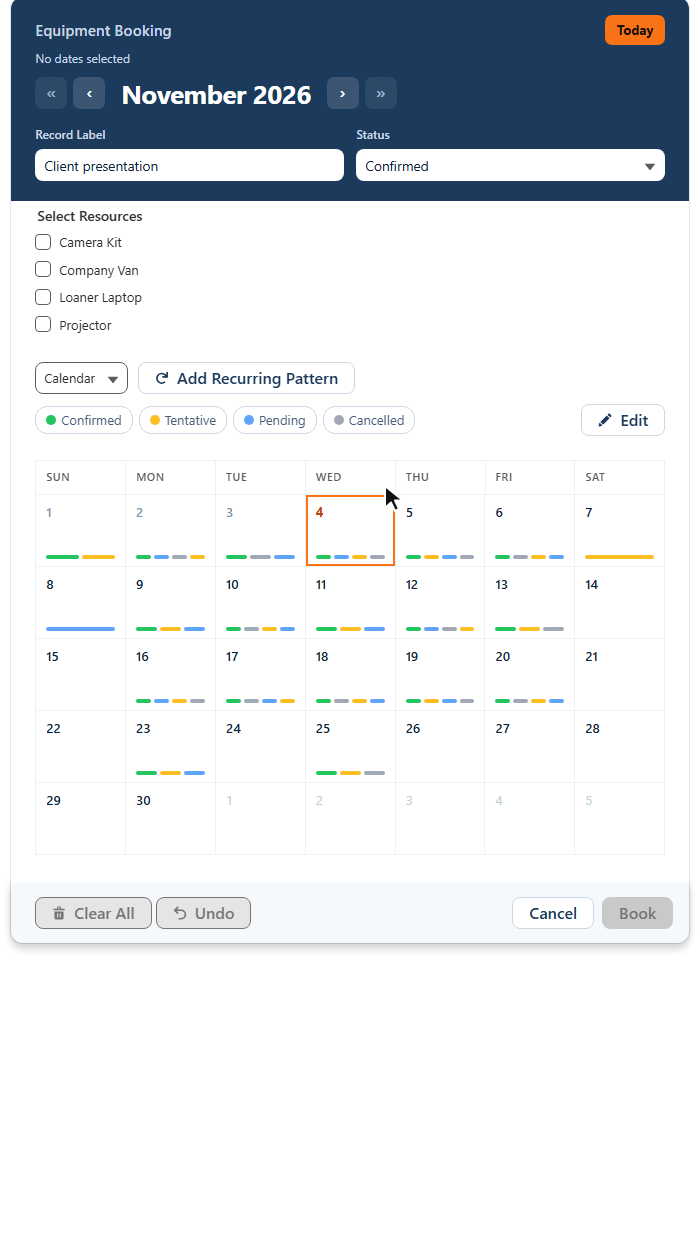 Equipment Booking
Today
No dates selected
« ‹ November 2026 › »
Record Label Status
Client presentation Confirmed
Select Resources
Camera Kit
Company Van
Loaner Laptop
Projector
Calendar Add Recurring Pattern
Confirmed Tentative Pending Cancelled Edit
SUN MON TUE WED THU FRI SAT
1 2 3 4 5 6 7
8 9 10 11 12 13 14
15 16 17 18 19 20 21
22 23 24 25 26 27 28
29 30 1 2 3 4 5
Clear All Undo Cancel Book